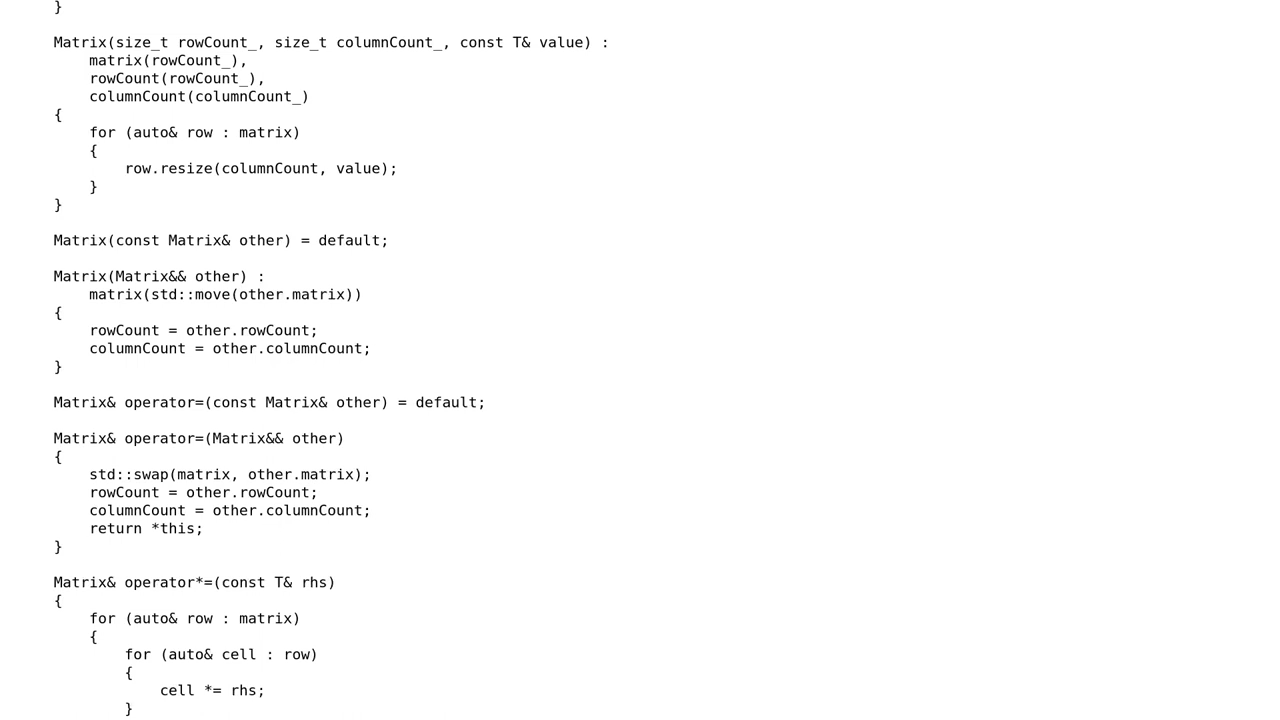 }

    Matrix(size_t rowCount_, size_t columnCount_, const T& value) :
        matrix(rowCount_),
        rowCount(rowCount_),
        columnCount(columnCount_)
    {
        for (auto& row : matrix)
        {
            row.resize(columnCount, value);
        }
    }

    Matrix(const Matrix& other) = default;

    Matrix(Matrix&& other) :
        matrix(std::move(other.matrix))
    {
        rowCount = other.rowCount;
        columnCount = other.columnCount;
    }

    Matrix& operator=(const Matrix& other) = default;

    Matrix& operator=(Matrix&& other)
    {
        std::swap(matrix, other.matrix);
        rowCount = other.rowCount;
        columnCount = other.columnCount;
        return *this;
    }

    Matrix& operator*=(const T& rhs)
    {
        for (auto& row : matrix)
        {
            for (auto& cell : row)
            {
                cell *= rhs;
            }